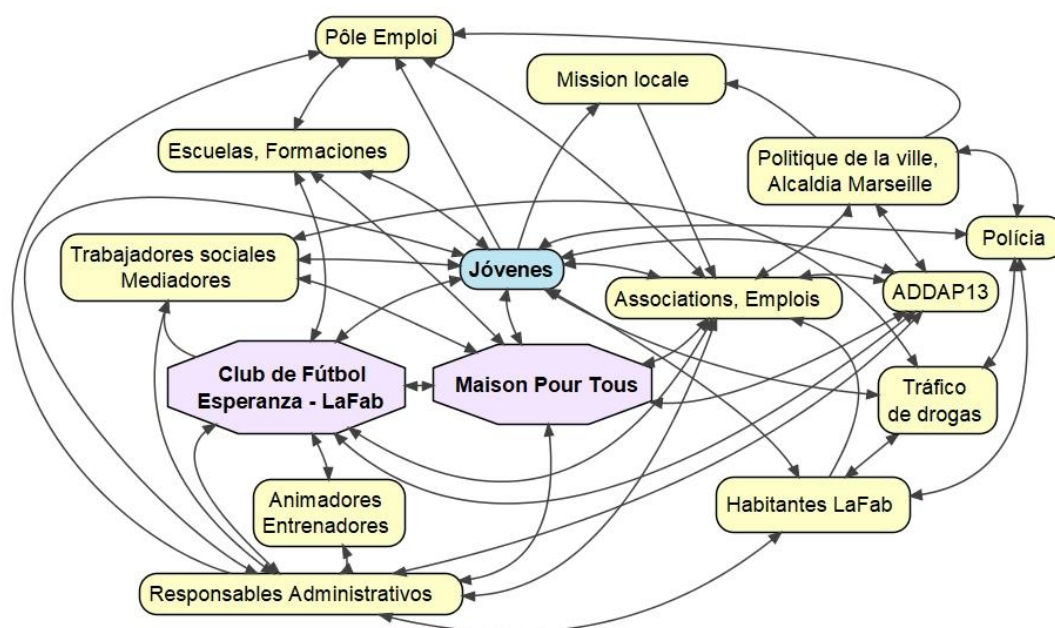 Pôle Emploi
Mission locale
Escuelas, Formaciones
Politique de la ville,
Alcaldia Marseille
Polícia
Trabajadores sociales
Mediadores
Jóvenes
Associations, Emplois
ADDAP13
Club de Fútbol
Esperanza - LaFab
Maison Pour Tous
Tráfico
de drogas
Animadores
Entrenadores
Habitantes LaFab
Responsables Administrativos